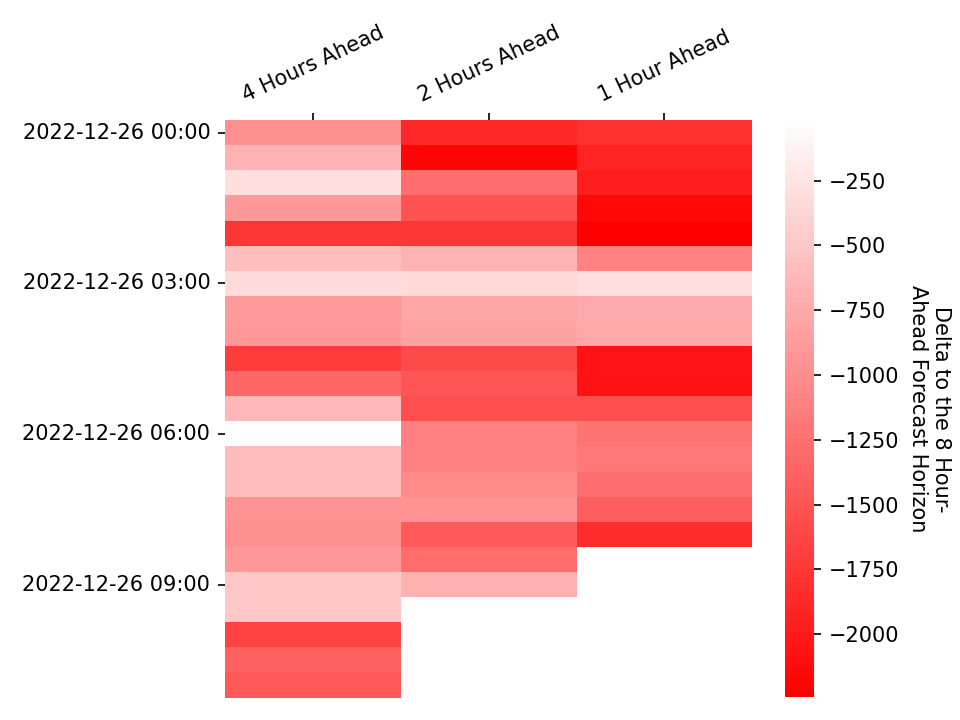 4 Hours Ahead
2 Hours Ahead
1 Hour Ahead
2022-12-26 00:00
2022-12-26 03:00
2022-12-26 06:00
2022-12-26 09:00
−250
−500
−750
−1000
−1250
−1500
−1750
−2000
Delta to the 8 Hour-
Ahead Forecast Horizon